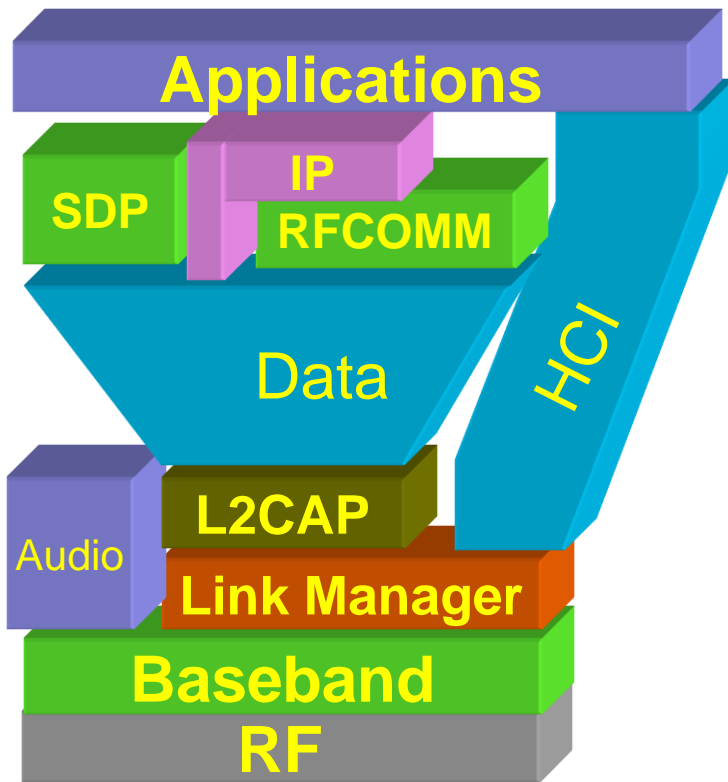 Applications
IP
SDP
RFCOMM
HCI
Data
L2CAP
Audio
Link Manager
Baseband
RF